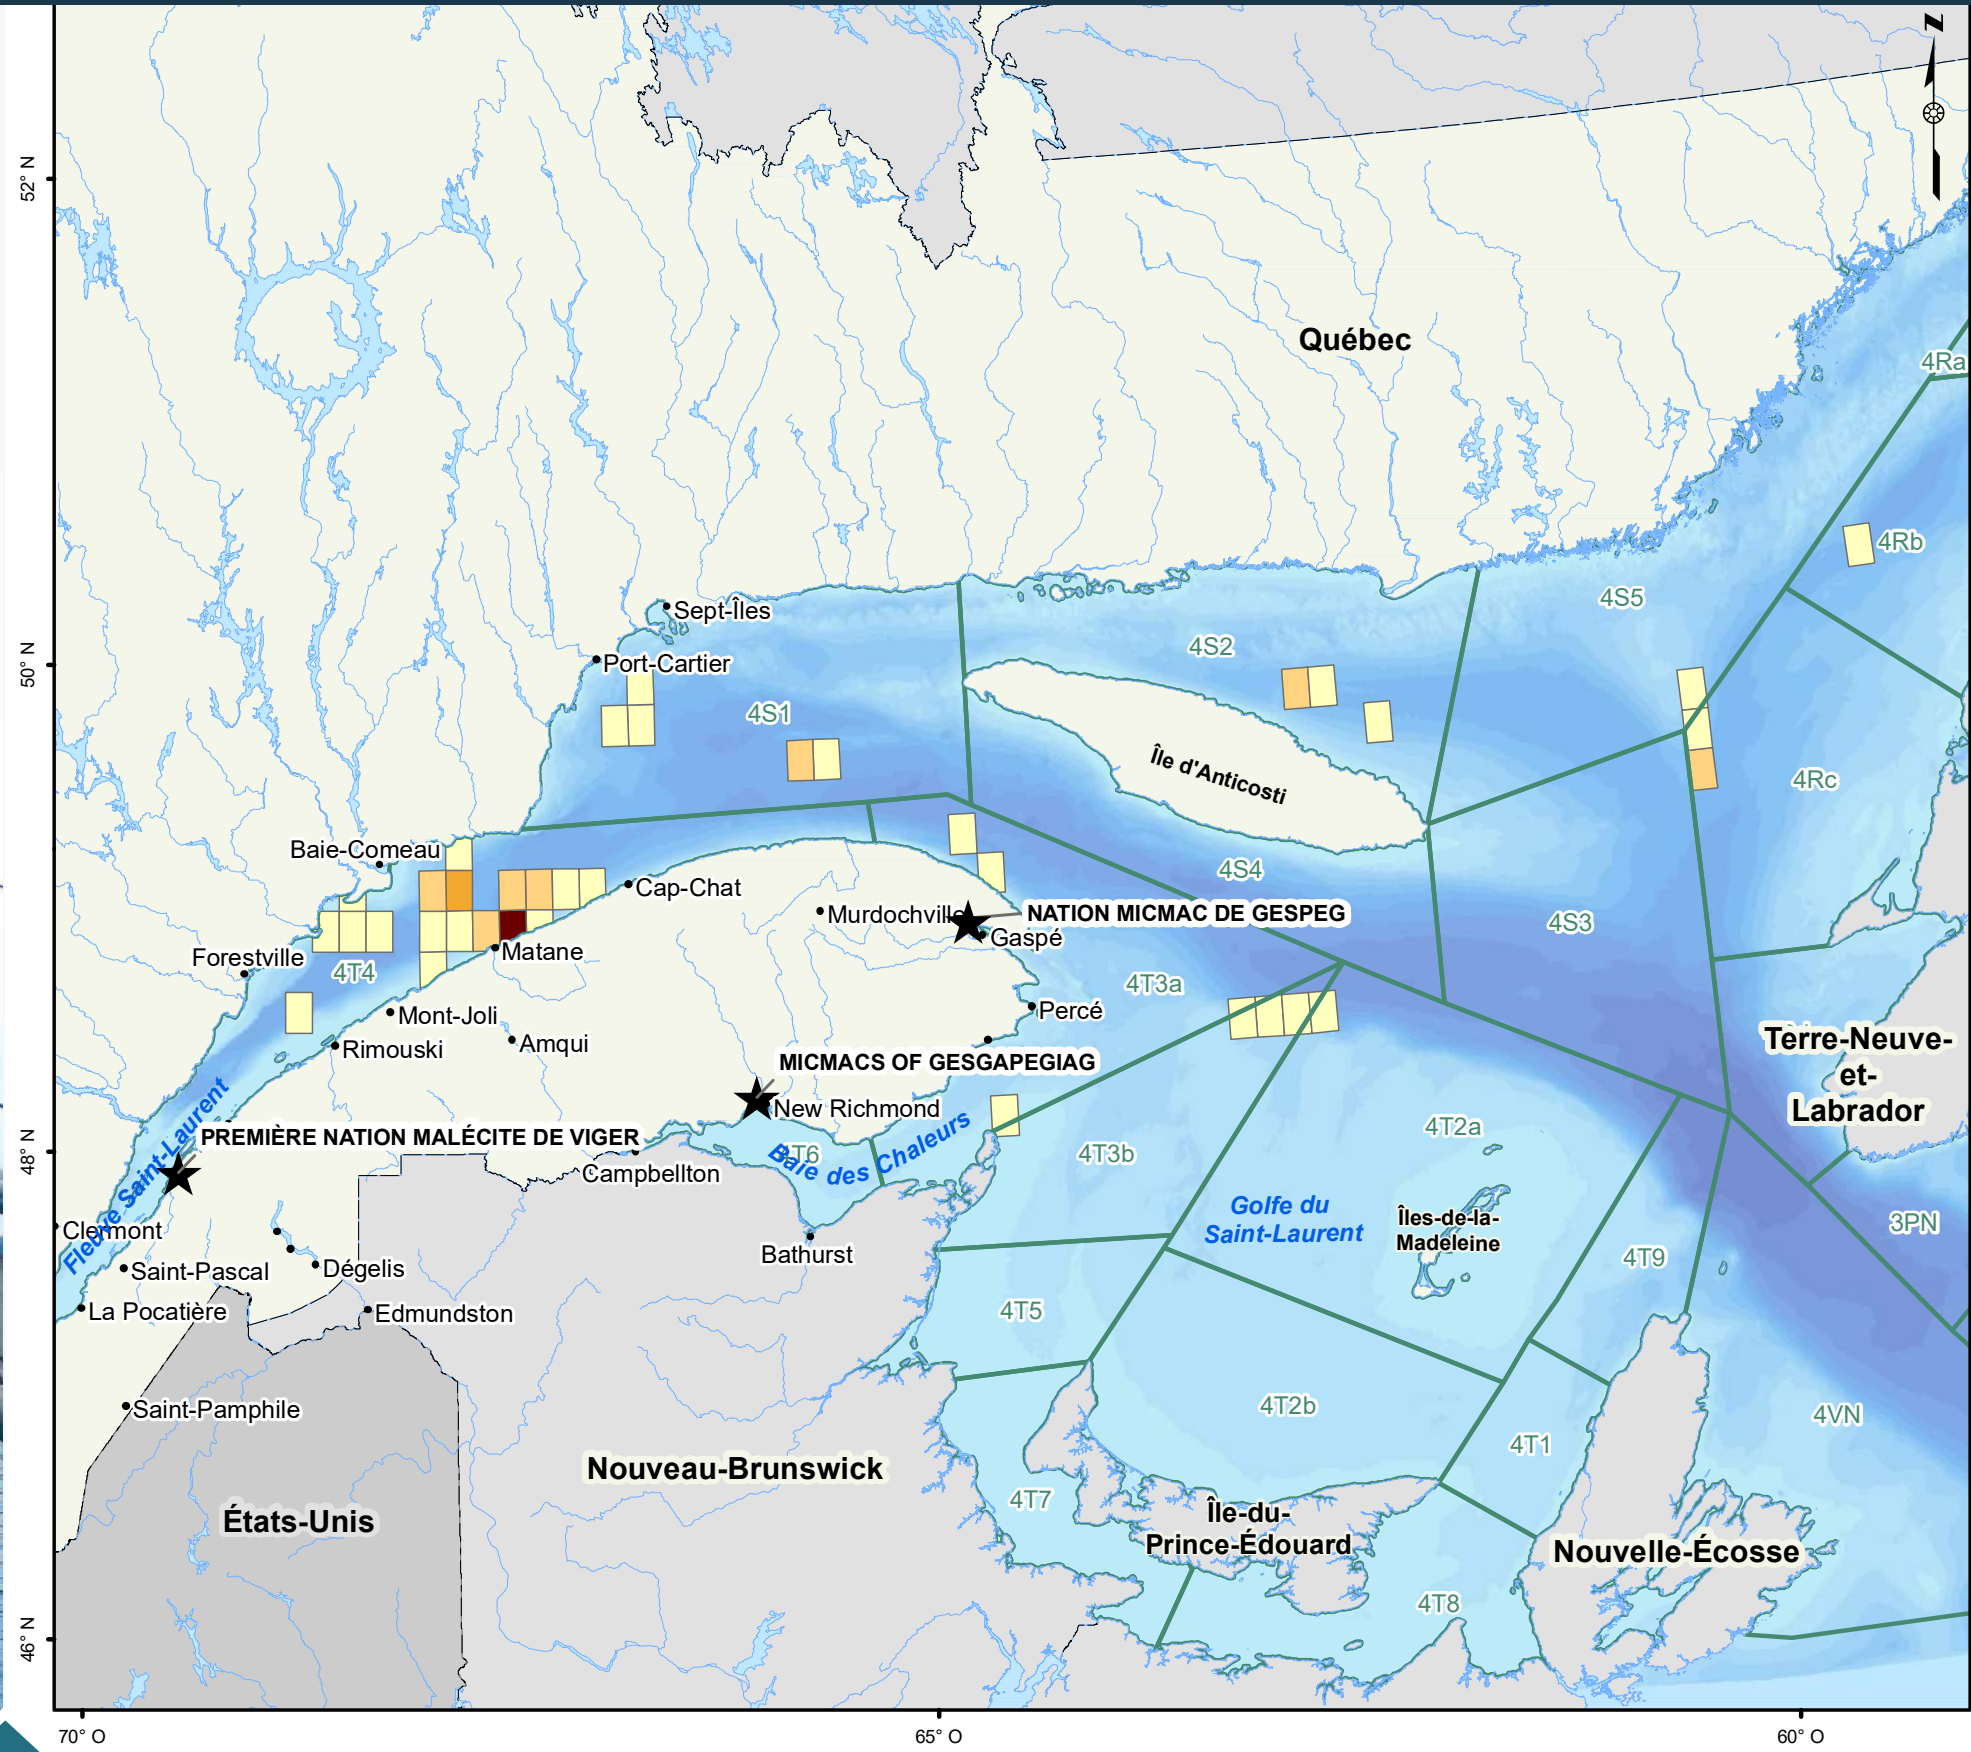 N
52° N
Québec
4Ra
4Rb
4S5
Sept-Îles
4S2
50° N
Port-Cartier
4S1
Île d'Anticosti
4Rc
Baie-Comeau
4S4
Cap-Chat
Murdochville
NATION MICMAC DE GESPEG
4S3
Gaspé
Matane
Forestville
4T4
4T3a
Mont-Joli
Percé
Rimouski
Amqui
Terre-Neuve-
et-
Labrador
MICMACS OF GESGAPEGIAG
New Richmond
4T2a
48° N
PREMIÈRE NATION MALÉCITE DE VIGER
Fleuve Saint-Laurent
4T6
Baie des Chaleurs
4T3b
Campbellton
Golfe du
Saint-Laurent
Îles-de-la-
Madeleine
3PN
Clermont
Bathurst
4T9
Saint-Pascal
Dégelis
La Pocatière
Edmundston
4T5
Saint-Pamphile
4T2b
4VN
4T1
Nouveau-Brunswick
4T7
États-Unis
Île-du-
Prince-Édouard
Nouvelle-Écosse
4T8
46° N
70° O
65° O
60° O